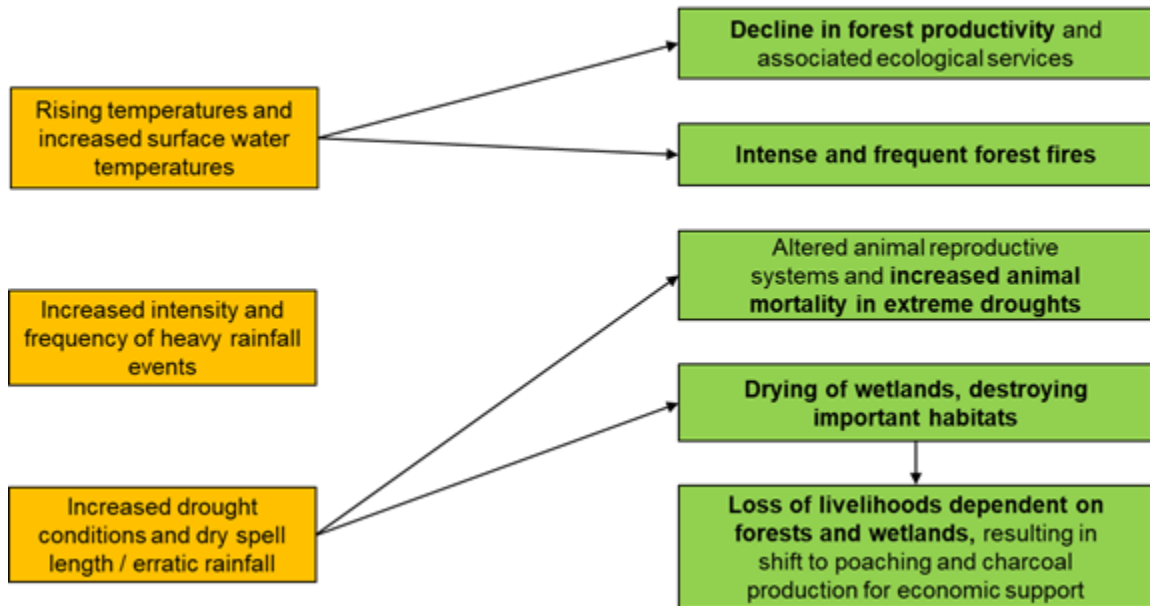 Rising temperatures and
increased surface water
temperatures
Increased intensity and
frequency of heavy rainfall
events
Increased drought
conditions and dry spell
length / erratic rainfall
Decline in forest productivity and
associated ecological services
Intense and frequent forest fires
Altered animal reproductive
systems and increased animal
mortality in extreme droughts
Drying of wetlands, destroying
important habitats
Loss of livelihoods dependent on
forests and wetlands, resulting in
shift to poaching and charcoal
production for economic support